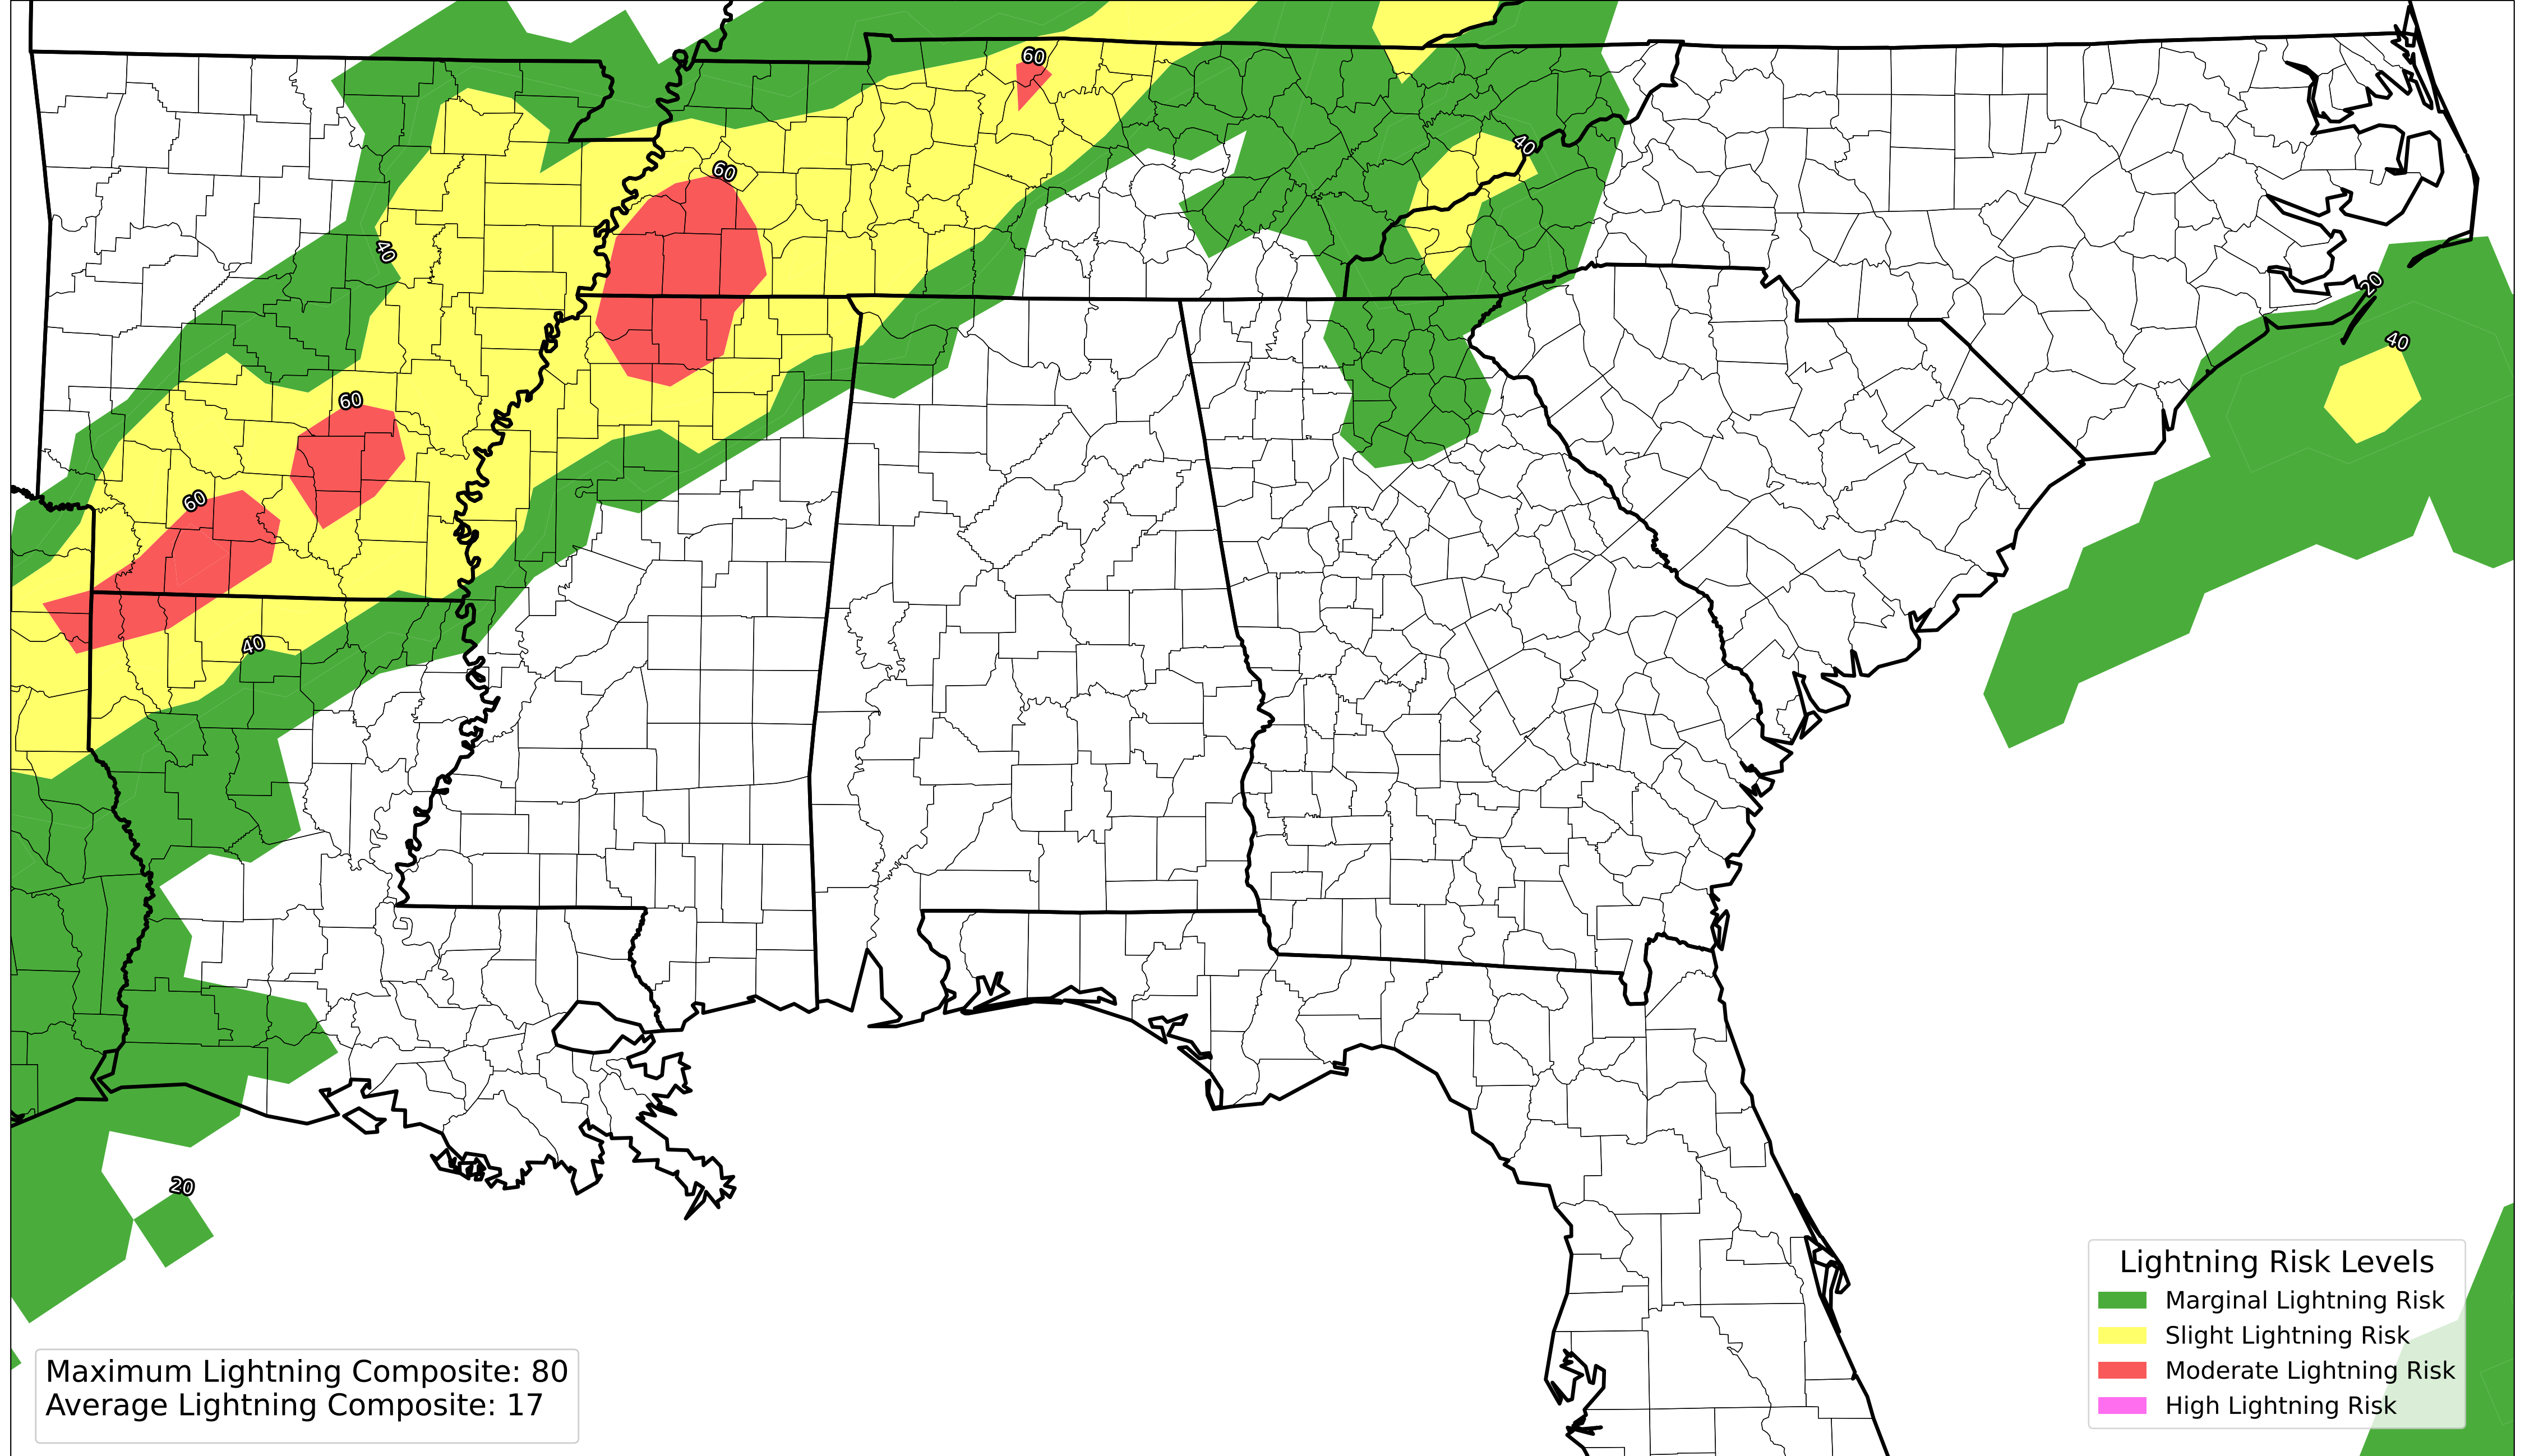 60
40
60
40
60
20
40
60
40
20
Maximum Lightning Composite: 80
Average Lightning Composite: 17
Lightning Risk Levels
Marginal Lightning Risk
Slight Lightning Risk
Moderate Lightning Risk
High Lightning Risk